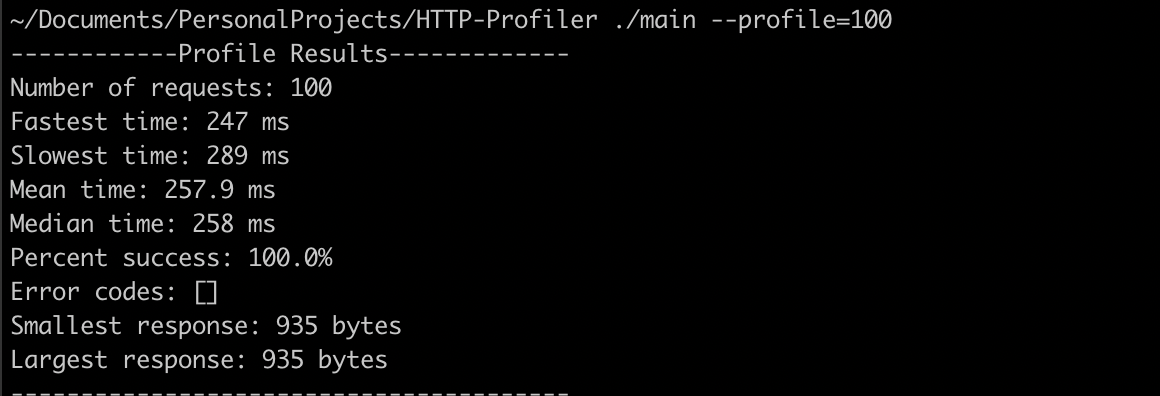 ~/Documents/PersonalProjects/HTTP-Profiler ./main --profile=100
------------Profile Results-------------
Number of requests: 100
Fastest time: 247 ms
Slowest time: 289 ms
Mean time: 257.9 ms
Median time: 258 ms
Percent success: 100.0%
Error codes: []
Smallest response: 935 bytes
Largest response: 935 bytes
----------------------------------------